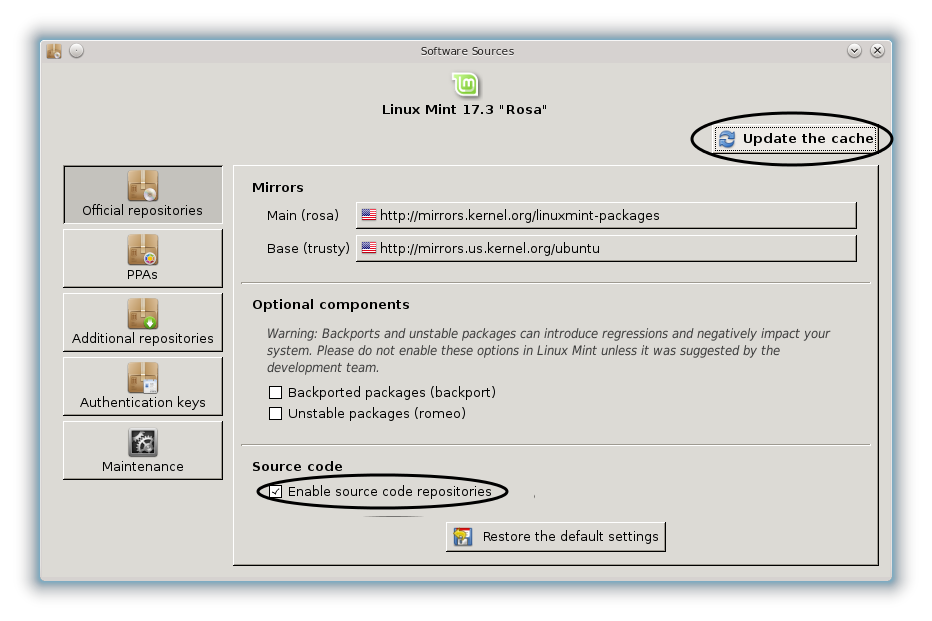 Software Sources
Linux Mint 17.3 "Rosa"
Update the cache
Official repositories
PPAs
Additional repositories
Authentication keys
Maintenance
Mirrors
Main (rosa)
http://mirrors.kernel.org/linuxmint-packages
Base (trusty)
http://mirrors.us.kernel.org/ubuntu
Optional components
Warning: Backports and unstable packages can introduce regressions and negatively impact your
system. Please do not enable these options in Linux Mint unless it was suggested by the
development team.
Backported packages (backport)
Unstable packages (romeo)
Source code
Enable source code repositories
Restore the default settings